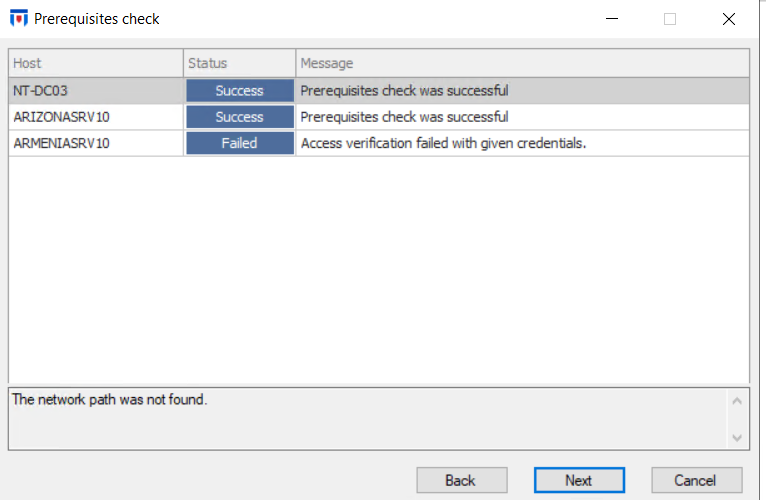 Prerequisites check
Host Status Message
NT-DC03 Success Prerequisites check was successful
ARIZONASRV10 Success Prerequisites check was successful
ARMENIASRV10 Failed Access verification failed with given credentials.
The network path was not found.
Back Next Cancel